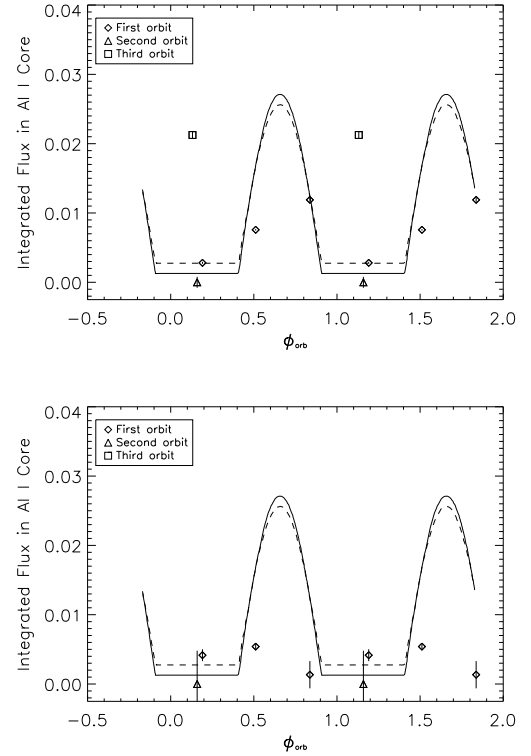 0.04
First orbit
Second orbit
Third orbit
0.03
0.02
0.01
0.00
Integrated Flux in Al I Core
-0.5
0.0
0.5
1.0
1.5
2.0
ϕorb
0.04
First orbit
Second orbit
Third orbit
0.03
0.02
0.01
0.00
Integrated Flux in Al I Core
-0.5
0.0
0.5
1.0
1.5
2.0
ϕorb